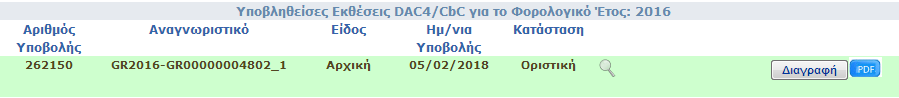 Υποβληθείσες Εκθέσεις DAC4/CbC για το Φορολογικό Έτος: 2016
Αριθμός Υποβολής Αναγνωριστικό Είδος Ημ/νια Υποβολής Κατάσταση
262150 GR2016-GR00000004802_1 Αρχική 05/02/2018 Οριστική Διαγραφή PDF